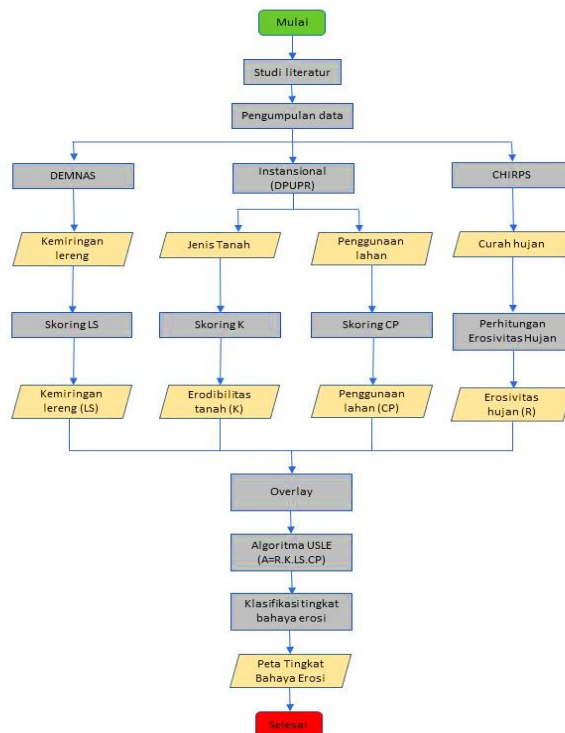 Mulai
Studi literatur
Pengumpulan data
DEMNAS
Instansional
(DPUPR)
CHIRPS
Kemiringan
lereng
Jenis Tanah
Penggunaan
lahan
Curah hujan
Skoring LS
Skoring K
Skoring CP
Perhitungan
Erosivitas Hujan
Kemiringan
lereng (LS)
Erodibilitas
tanah (K)
Penggunaan
lahan (CP)
Erosivitas
hujan (R)
Overlay
Algoritma USLE
(A=R.K.LS.CP)
Klasifikasi tingkat
bahaya erosi
Peta Tingkat
Bahaya Erosi
Selesai